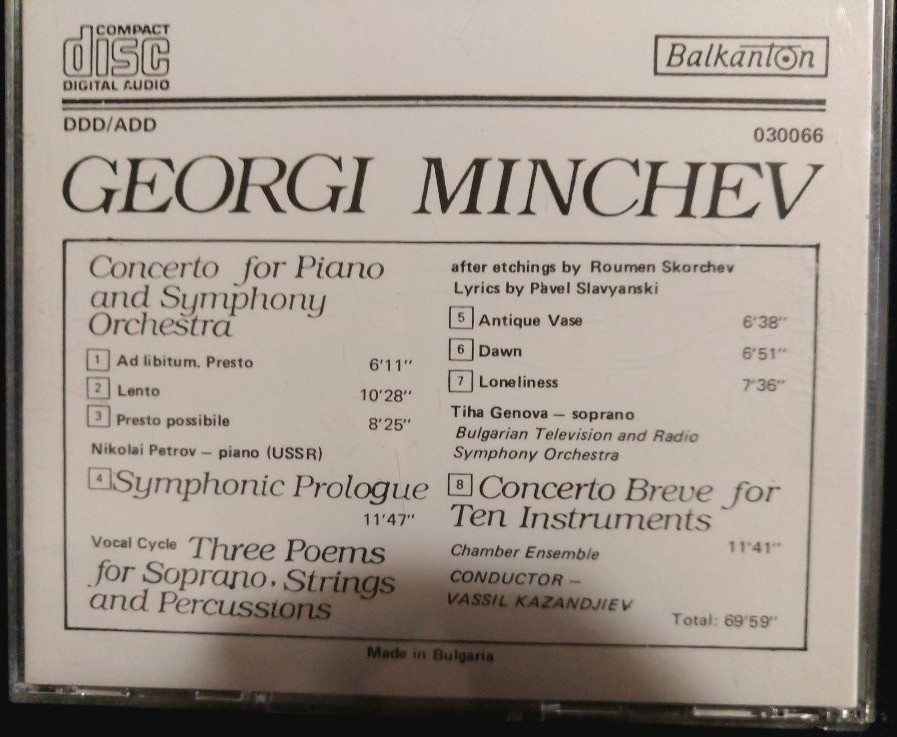 COMPACT
disc
DIGITAL AUDIO
Balkanton
DDD/ADD
030066
GEORGI MINCHEV
Concerto for Piano
and Symphony
Orchestra
1 Ad libitum. Presto 6'11''
2 Lento 10'28''
3 Presto possibile 8'25''
Nikolai Petrov – piano (USSR)
4 Symphonic Prologue
11'47''
Vocal Cycle Three Poems
for Soprano, Strings
and Percussions
after etchings by Roumen Skorchev
Lyrics by Pavel Slavyanski
5 Antique Vase 6'38''
6 Dawn 6'51''
7 Loneliness 7'36''
Tiha Genova – soprano
Bulgarian Television and Radio
Symphony Orchestra
8 Concerto Breve for
Ten Instruments
11'41''
Chamber Ensemble
CONDUCTOR –
VASSIL KAZANDJIEV
Total: 69'59''
Made in Bulgaria